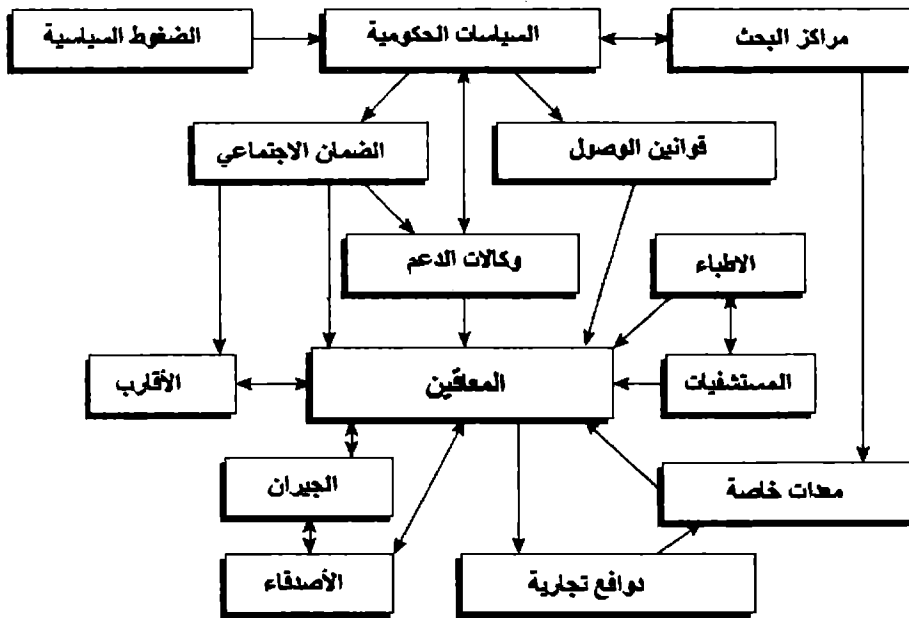 مراكز البحث
السياسات الحكومية
الضغوط السياسية
قوانين الوصول
الضمان الاجتماعي
الاطباء
وكالات الدعم
المستشفيات
المعاقين
الأقارب
معدات خاصة
الجيران
دوافع تجارية
الأصدقاء